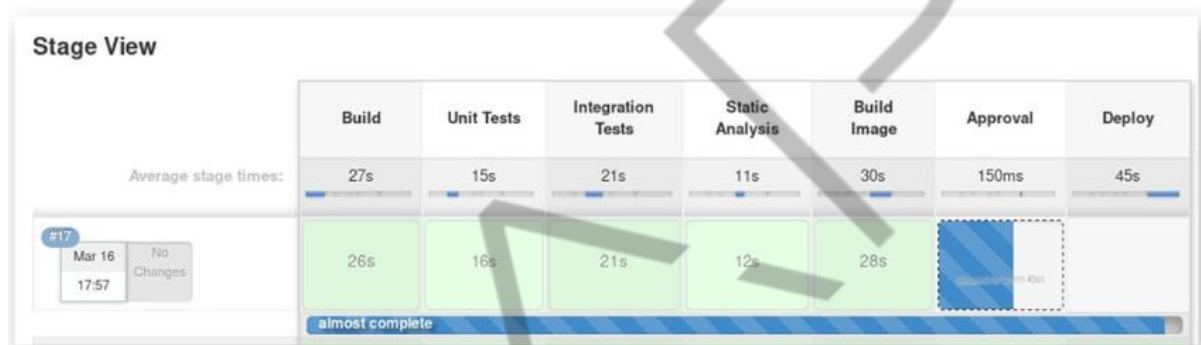 Stage View
Build Unit Tests Integration Tests Static Analysis Build Image Approval Deploy
Average stage times: 27s 15s 21s 11s 30s 150ms 45s
#17
Mar 16 No Changes
17:57
26s 16s 21s 12s 28s
almost complete